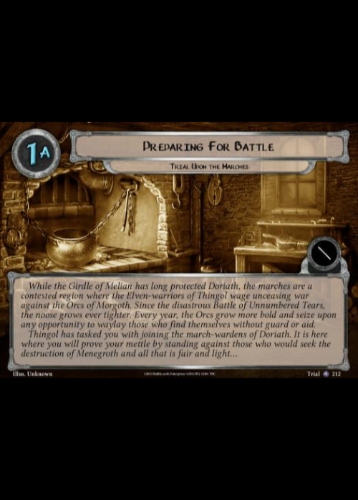 1A
PREPARING FOR BATTLE
TRIAL UPON THE MARCHES
While the Girdle of Melian has long protected Doriath, the marches are a
contested region where the Elven-warriors of Thingol wage unceasing war
against the Orcs of Morgoth. Since the disastrous Battle of Unnumbered Tears,
the noose grows ever tighter. Every year, the Orcs grow more bold and seize upon
any opportunity to waylay those who find themselves without guard or aid.
Thingol has tasked you with joining the march-wardens of Doriath. It is here
where you will prove your mettle by standing against those who would seek the
destruction of Menegroth and all that is fair and light...
Illus. Unknown
Trial 212